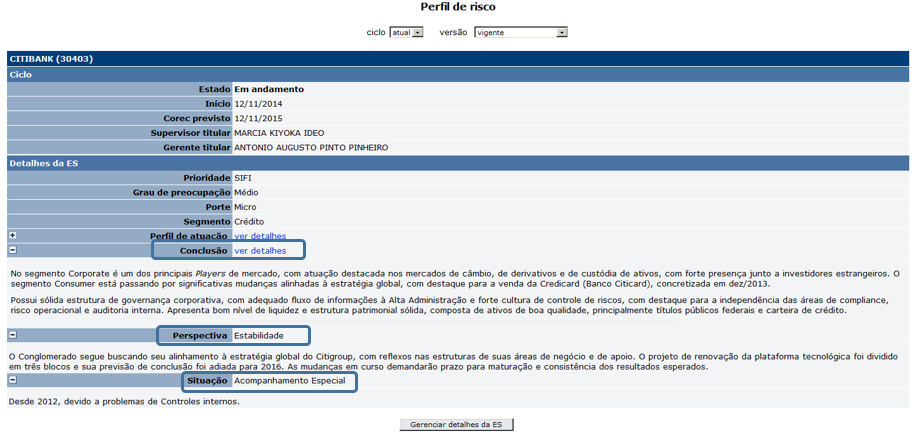 Perfil de risco
ciclo atual versão vigente
CITIBANK (30403)
Ciclo
Estado Em andamento
Início 12/11/2014
Corec previsto 12/11/2015
Supervisor titular MARCIA KIYOKA IDEO
Gerente titular ANTONIO AUGUSTO PINTO PINHEIRO
Detalhes da ES
Prioridade SIFI
Grau de preocupação Médio
Porte Micro
Segmento Crédito
Perfil de atuação ver detalhes
Conclusão ver detalhes
No segmento Corporate é um dos principais Players de mercado, com atuação destacada nos mercados de câmbio, de derivativos e de custódia de ativos, com forte presença junto a investidores estrangeiros. O
segmento Consumer está passando por significativas mudanças alinhadas à estratégia global, com destaque para a venda da Credicard (Banco Citicard), concretizada em dez/2013.
Possui sólida estrutura de governança corporativa, com adequado fluxo de informações à Alta Administração e forte cultura de controle de riscos, com destaque para a independência das áreas de compliance,
risco operacional e auditoria interna. Apresenta bom nível de liquidez e estrutura patrimonial sólida, composta de ativos de boa qualidade, principalmente títulos públicos federais e carteira de crédito.
Perspectiva Estabilidade
O Conglomerado segue buscando seu alinhamento à estratégia global do Citigroup, com reflexos nas estruturas de suas áreas de negócio e de apoio. O projeto de renovação da plataforma tecnológica foi dividido
em três blocos e sua previsão de conclusão foi adiada para 2016. As mudanças em curso demandarão prazo para maturação e consistência dos resultados esperados.
Situação Acompanhamento Especial
Desde 2012, devido a problemas de Controles internos.
Gerenciar detalhes da ES